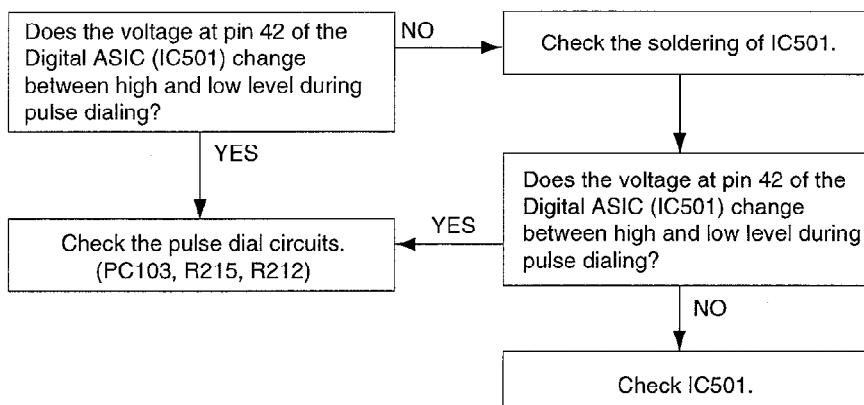 Does the voltage at pin 42 of the
Digital ASIC (IC501) change
between high and low level during
pulse dialing?
NO
Check the soldering of IC501.
YES
Does the voltage at pin 42 of the
Digital ASIC (IC501) change
between high and low level during
pulse dialing?
YES
Check the pulse dial circuits.
(PC103, R215, R212)
NO
Check IC501.